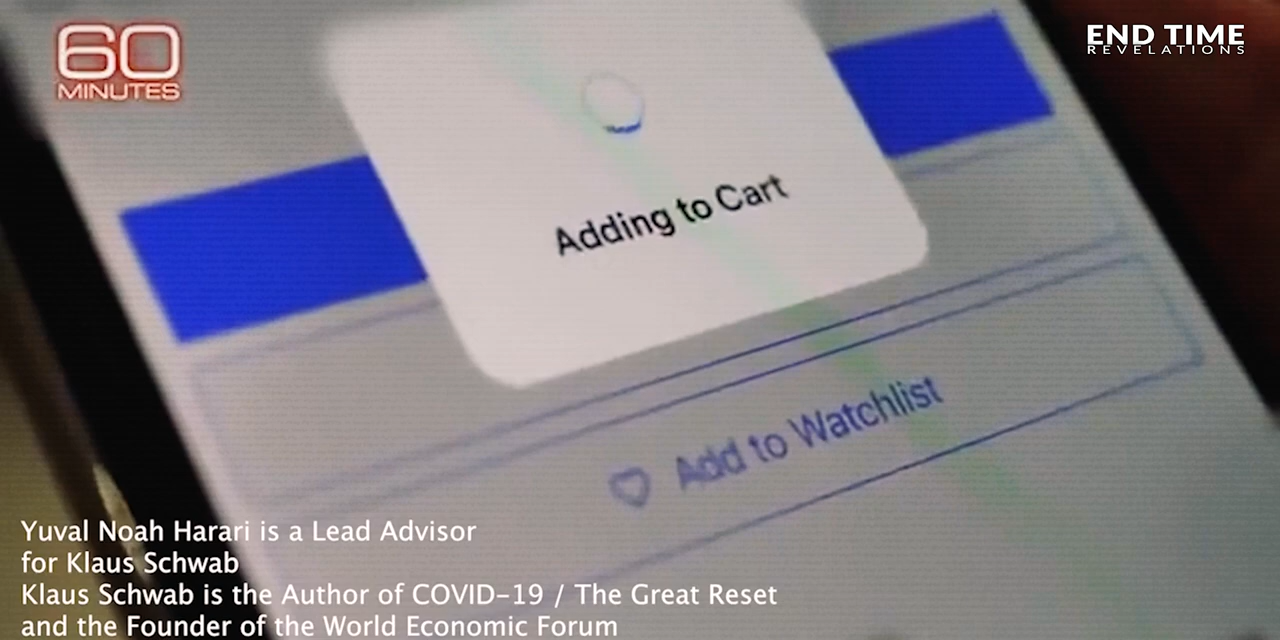 60
MINUTES
END TIME
REVELATIONS
Adding to Cart
Add to Watchlist
Yuval Noah Harari is a Lead Advisor
for Klaus Schwab
Klaus Schwab is the Author of COVID-19 / The Great Reset
and the Founder of the World Economic Forum